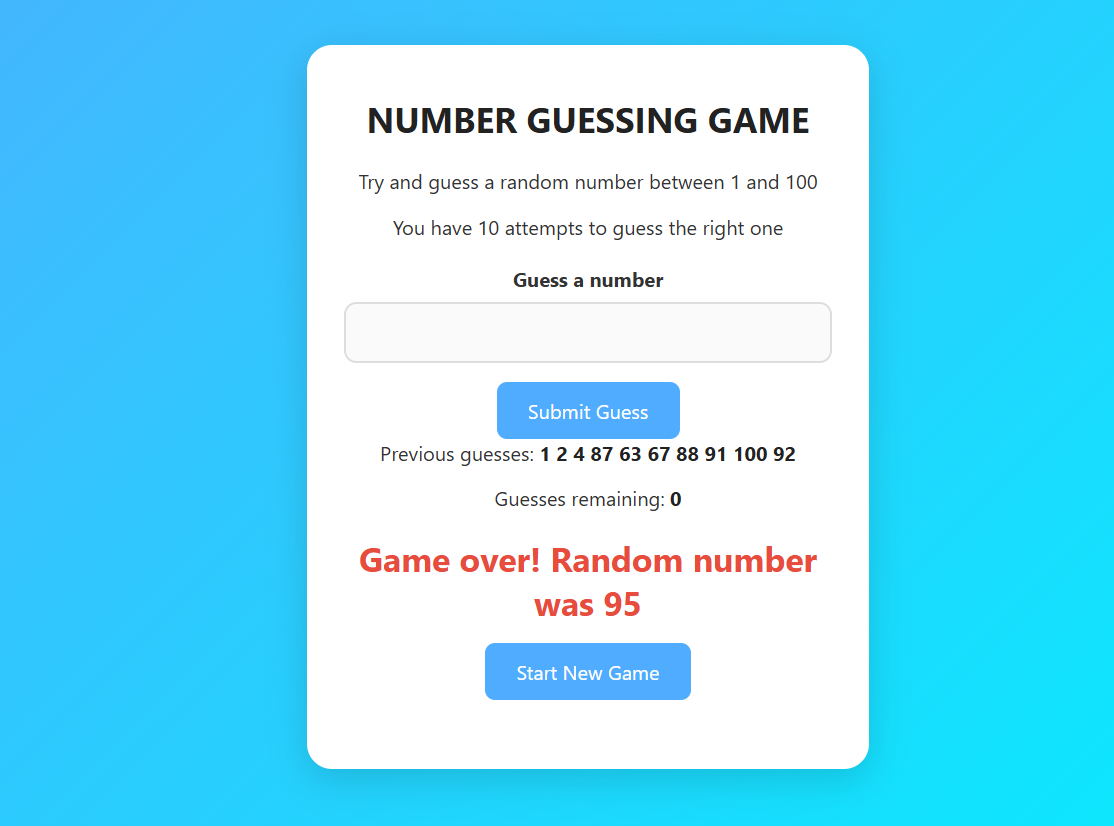 NUMBER GUESSING GAME
Try and guess a random number between 1 and 100
You have 10 attempts to guess the right one
Guess a number
Submit Guess
Previous guesses: 1 2 4 87 63 67 88 91 100 92
Guesses remaining: 0
Game over! Random number
was 95
Start New Game